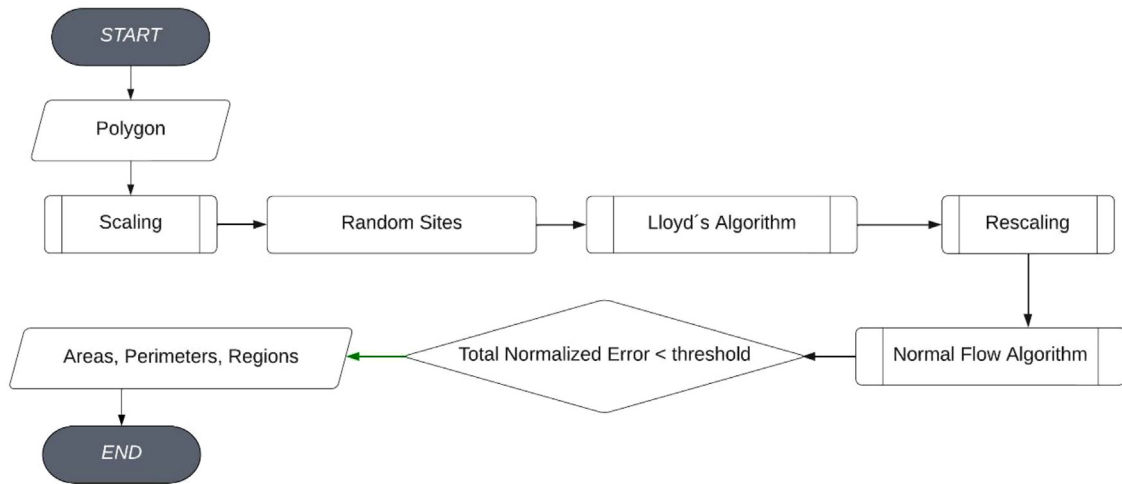 START
Polygon
Scaling
Random Sites
Lloyd´s Algorithm
Rescaling
Normal Flow Algorithm
Total Normalized Error < threshold
Areas, Perimeters, Regions
END